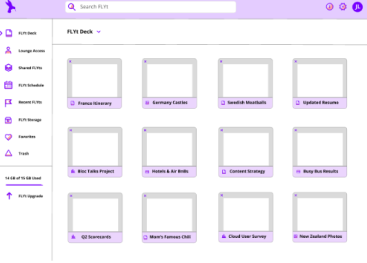 Search FLYt
FLYt Deck
FLYt Deck
Lounge Access
Shared FLYts
FLYt Schedule
Recent FLYts
FLYt Storage
Favorites
Trash
14 GB of 15 GB Used
FLYt Upgrade
France Itinerary
Germany Castles
Swedish Meatballs
Updated Resume
Bloc Talks Project
Hotels & Air BnBs
Content Strategy
Busy Bus Results
Q2 Scorecards
Mom's Famous Chili
Cloud User Survey
New Zealand Photos